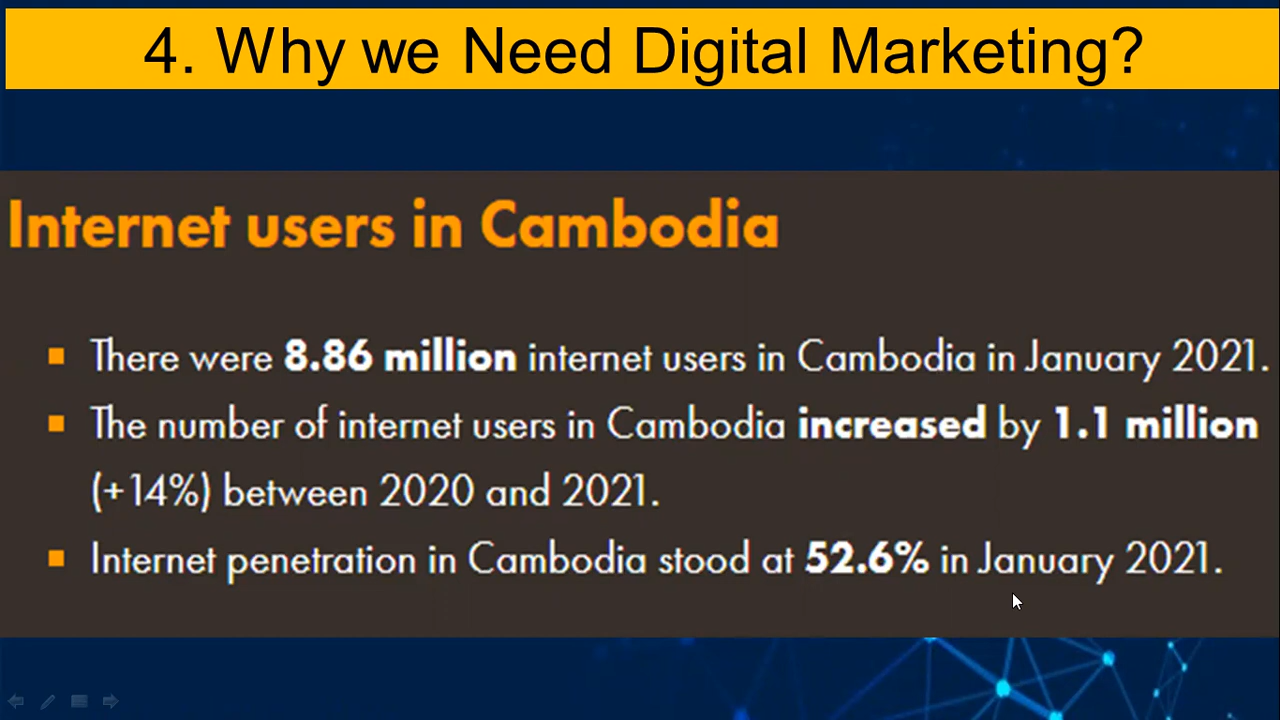 4. Why we Need Digital Marketing?
Internet users in Cambodia
▪ There were 8.86 million internet users in Cambodia in January 2021.
▪ The number of internet users in Cambodia increased by 1.1 million
(+14%) between 2020 and 2021.
▪ Internet penetration in Cambodia stood at 52.6% in January 2021.